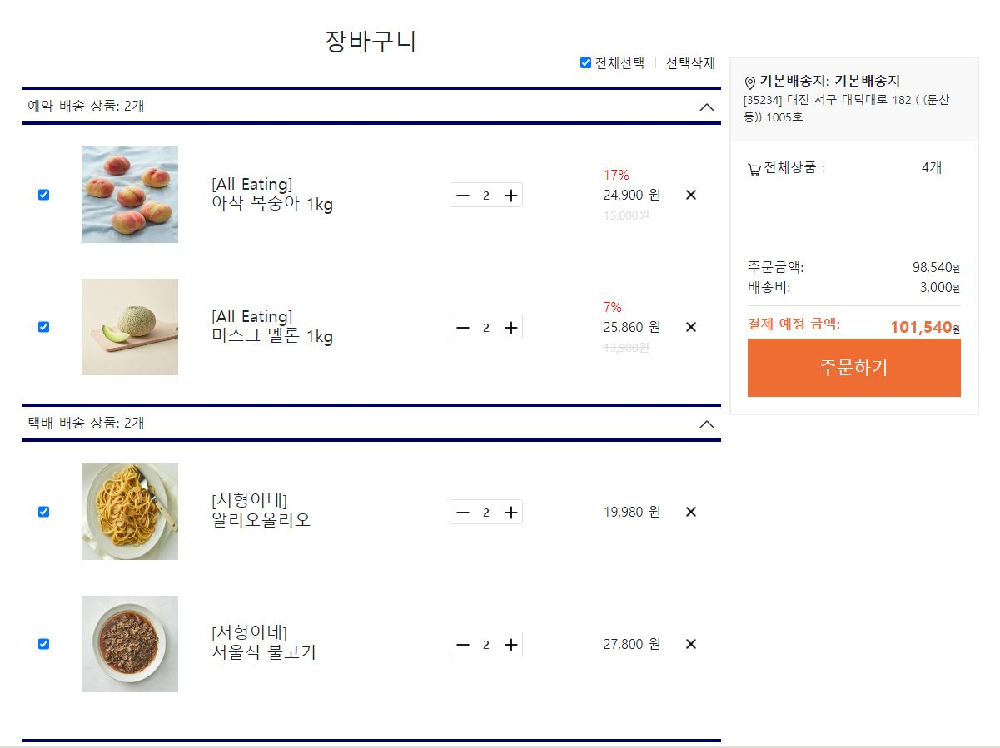 장바구니
전체선택 선택삭제
예약 배송 상품: 2개
[All Eating]
아삭 복숭아 1kg
2
17%
24,900 원
15,000원
[All Eating]
머스크 멜론 1kg
2
7%
25,860 원
13,900원
택배 배송 상품: 2개
[서형이네]
알리오올리오
2
19,980 원
[서형이네]
서울식 불고기
2
27,800 원
기본배송지: 기본배송지
[35234] 대전 서구 대덕대로 182 ( (둔산
동)) 1005호
전체상품 : 4개
주문금액: 98,540원
배송비: 3,000원
결제 예정 금액: 101,540원
주문하기